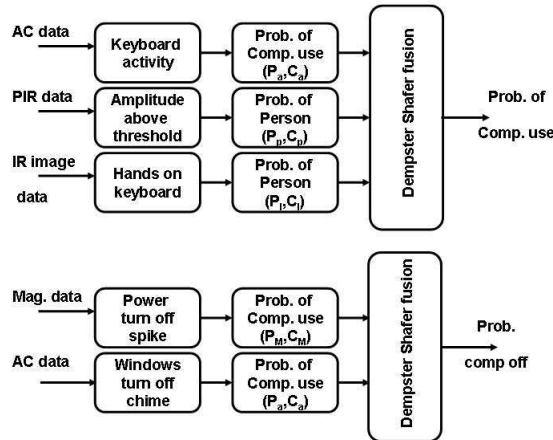 AC data
Keyboard
activity
Prob. of
Comp. use
(Pa,Ca)
PIR data
Amplitude
above
threshold
Prob. of
Person
(Pp,Cp)
IR image
data
Hands on
keyboard
Prob. of
Person
(PI,CI)
Dempster Shafer fusion
Prob. of
Comp. use
Mag. data
Power
turn off
spike
Prob. of
Comp. use
(PM,CM)
AC data
Windows
turn off
chime
Prob. of
Comp. use
(Pa,Ca)
Dempster Shafer fusion
Prob.
comp off